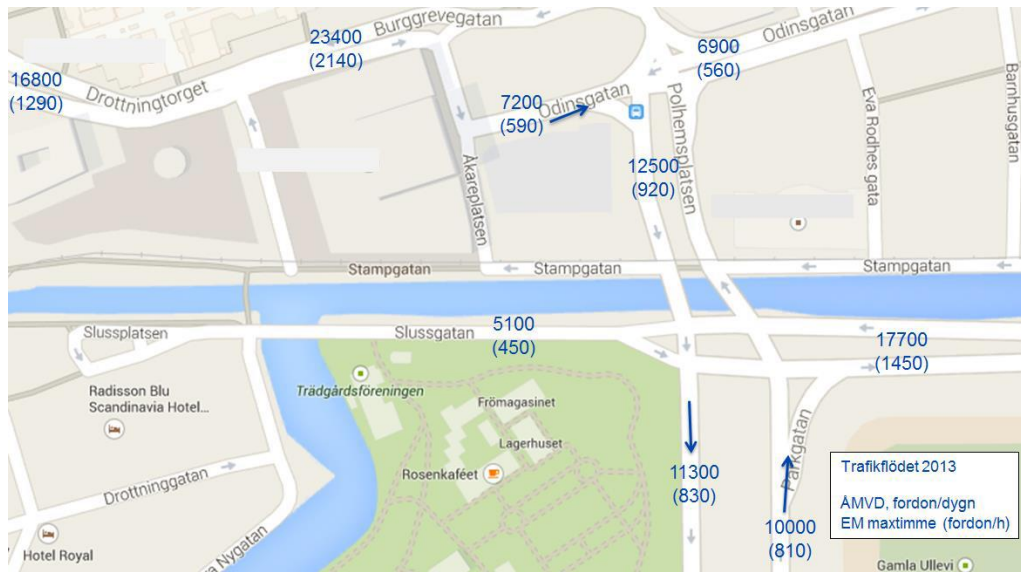 Burggrevegatan
Odinsgatan
23400
(2140)
6900
(560)
16800
(1290)
Drottningtorget
7200
(590)
Odinsgatan
Polhemsplatsen
Eva Rodhes gata
Barnhusgatan
Åkareplatsen
12500
(920)
Stampgatan
Stampgatan
Stampgatan
Slussplatsen
Slussgatan
5100
(450)
17700
(1450)
Radisson Blu
Scandinavia Hotel...
Trädgårdsföreningen
Frömagasinet
Lagerhuset
Rosenkaféet
Parkgatan
11300
(830)
10000
(810)
Drottninggatan
Hotel Royal
Nygatan
Trafikflödet 2013
ÅMVD, fordon/dygn
EM maxtimme (fordon/h)
Gamla Ullevi